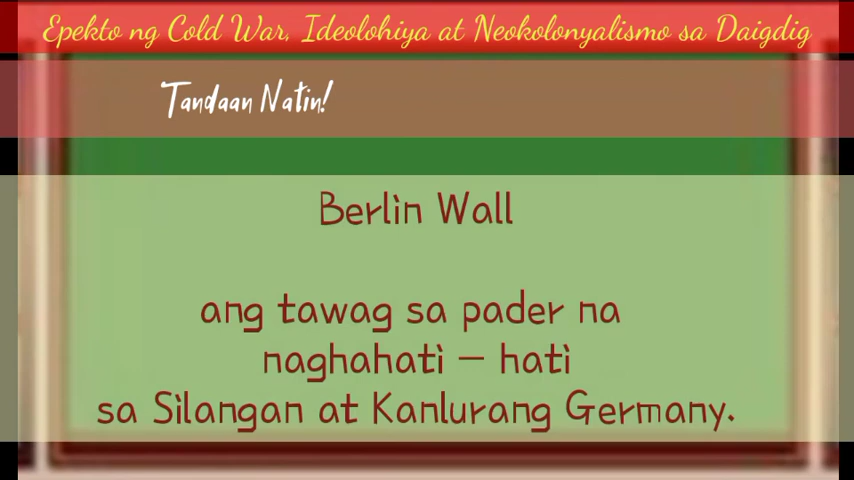 Epekto ng Cold War, Ideolohiya at Neokolonyalismo sa Daigdig
Tandaan Natin!
Berlin Wall
ang tawag sa pader na
naghahati – hati
sa Silangan at Kanlurang Germany.